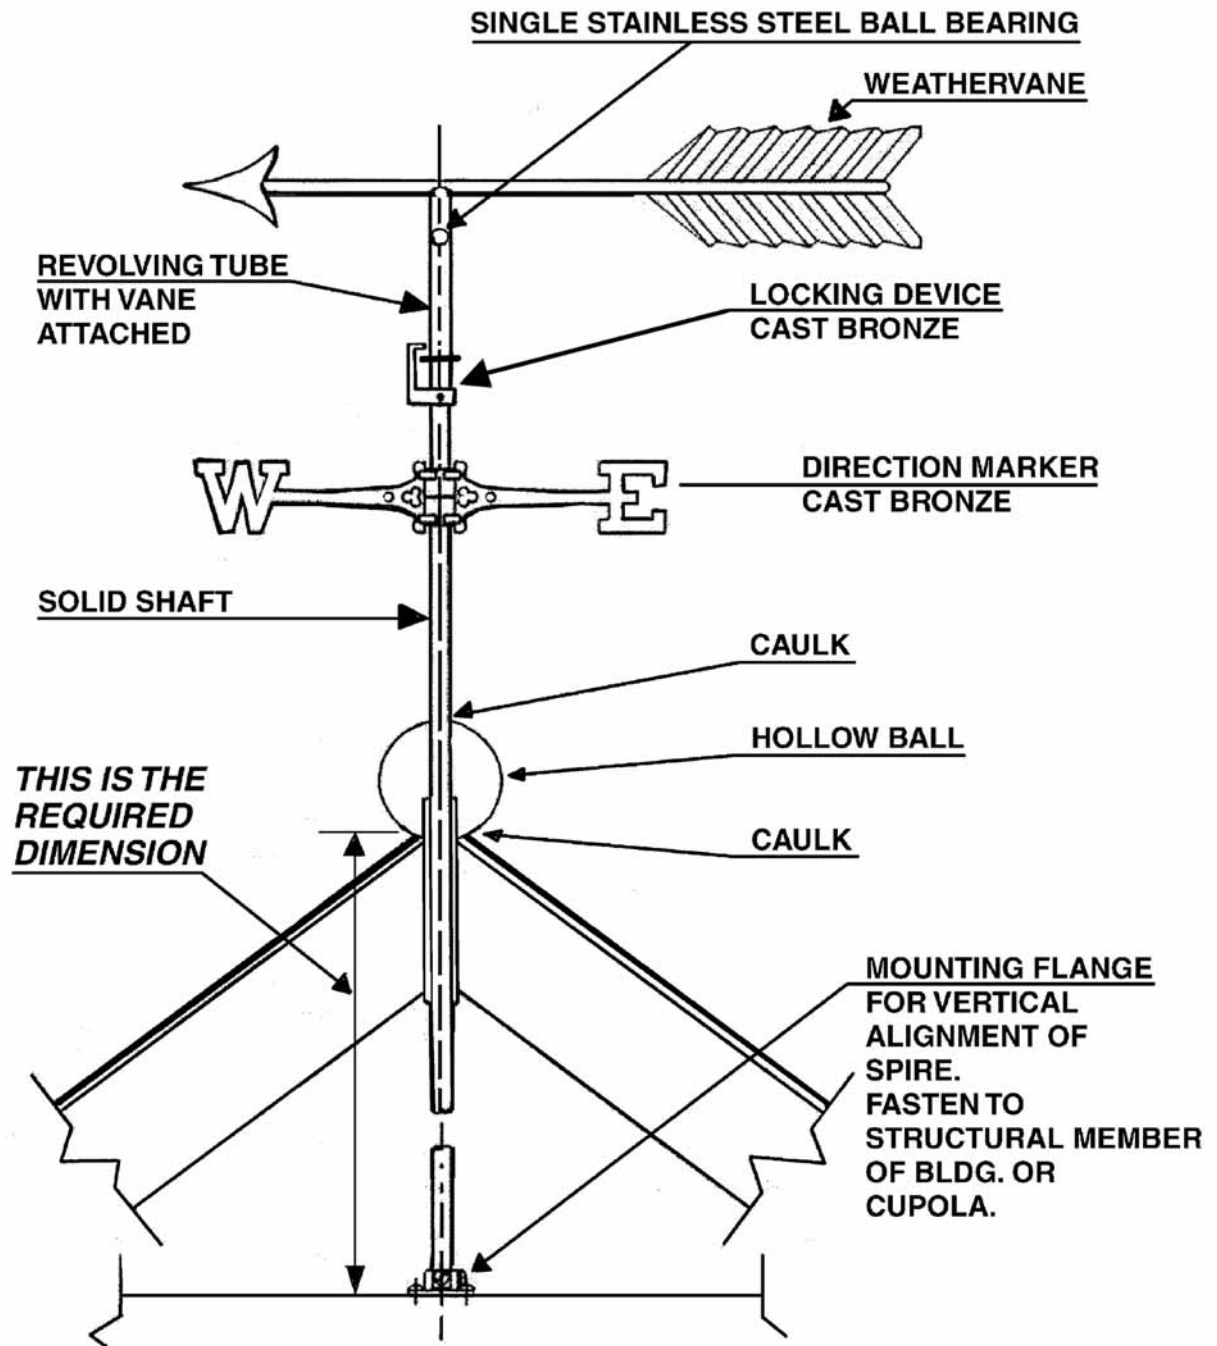 SINGLE STAINLESS STEEL BALL BEARING
WEATHERVANE
REVOLVING TUBE
WITH VANE
ATTACHED
LOCKING DEVICE
CAST BRONZE
W
E
DIRECTION MARKER
CAST BRONZE
SOLID SHAFT
CAULK
HOLLOW BALL
THIS IS THE
REQUIRED
DIMENSION
CAULK
MOUNTING FLANGE
FOR VERTICAL
ALIGNMENT OF
SPIRE.
FASTEN TO
STRUCTURAL MEMBER
OF BLDG. OR
CUPOLA.